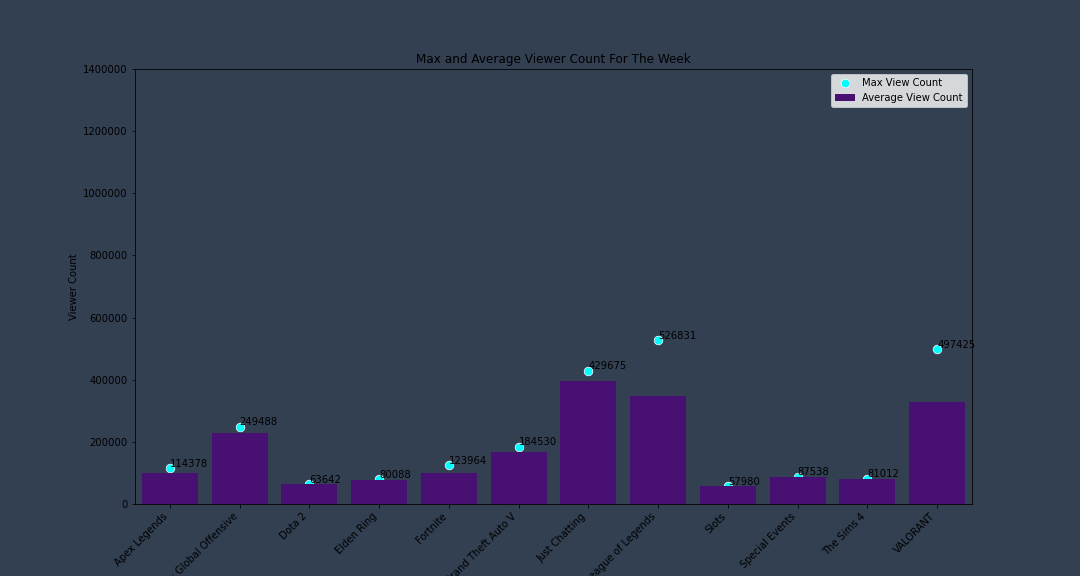 Max and Average Viewer Count For The Week
Max View Count
Average View Count
Viewer Count
1400000
1200000
1000000
800000
600000
400000
200000
0
114378
249488
63642
80088
123964
184530
429675
526831
57980
87538
81012
497425
Apex Legends
Global Offensive
Dota 2
Elden Ring
Fortnite
Theft Auto V
Just Chatting
of Legends
Slots
Special Events
The Sims 4
VALORANT